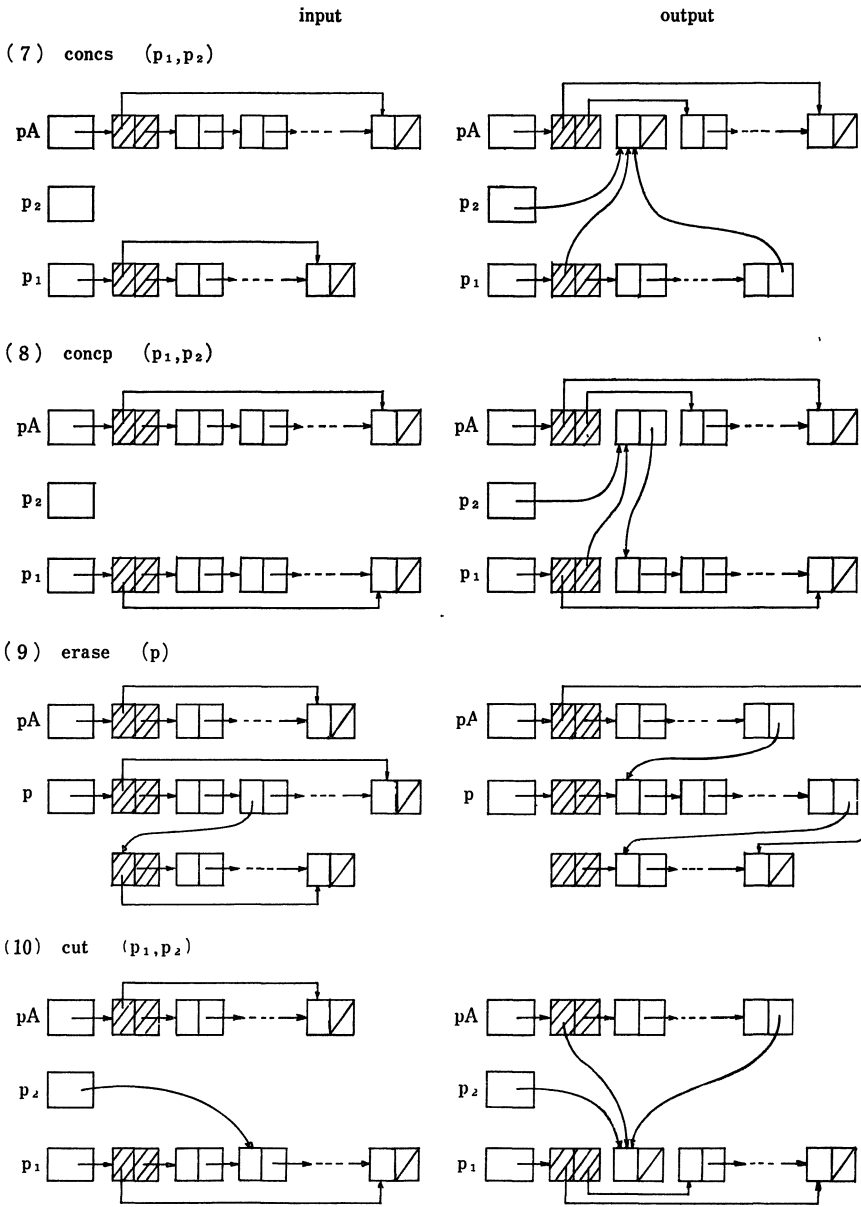 input output
(7) concs (p₁,p₂)
pA pA
p₂ p₂
p₁ p₁
(8) concp (p₁,p₂)
pA pA
p₂ p₂
p₁ p₁
(9) erase (p)
pA pA
p p
(10) cut (p₁,p₂)
pA pA
p₂ p₂
p₁ p₁